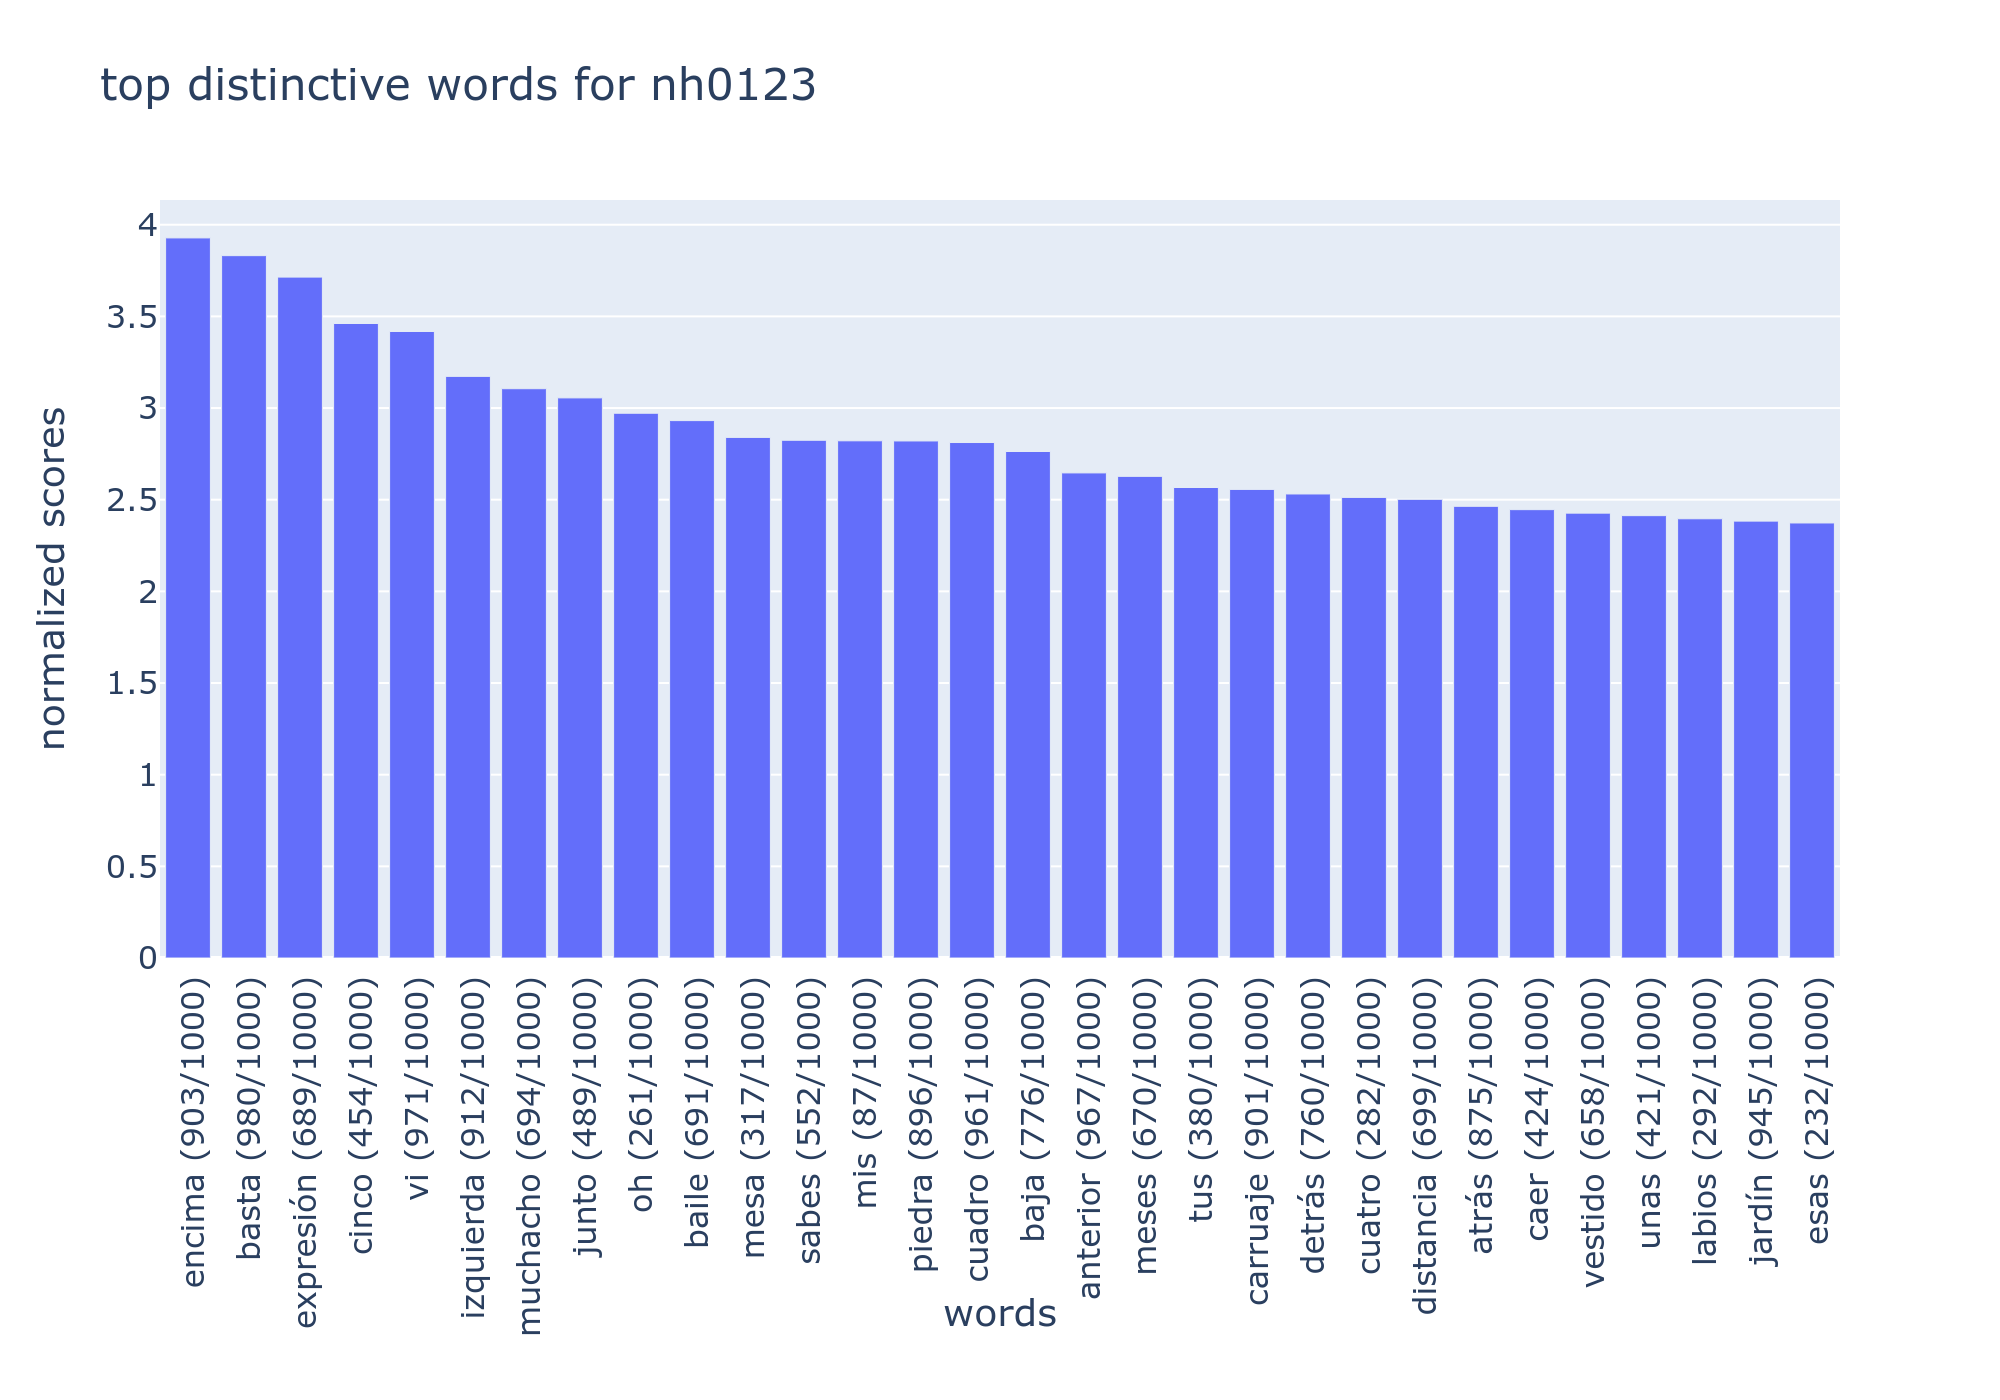 top distinctive words for nh0123
normalized scores
4
3.5
3
2.5
2
1.5
1
0.5
0
encima (903/1000)
basta (980/1000)
expresión (689/1000)
cinco (454/1000)
vi (971/1000)
izquierda (912/1000)
muchacho (694/1000)
junto (489/1000)
oh (261/1000)
baile (691/1000)
mesa (317/1000)
sabes (552/1000)
mis (87/1000)
piedra (896/1000)
cuadro (961/1000)
baja (776/1000)
anterior (967/1000)
meses (670/1000)
tus (380/1000)
carruaje (901/1000)
detrás (760/1000)
cuatro (282/1000)
distancia (699/1000)
atrás (875/1000)
caer (424/1000)
vestido (658/1000)
unas (421/1000)
labios (292/1000)
jardín (945/1000)
esas (232/1000)
words